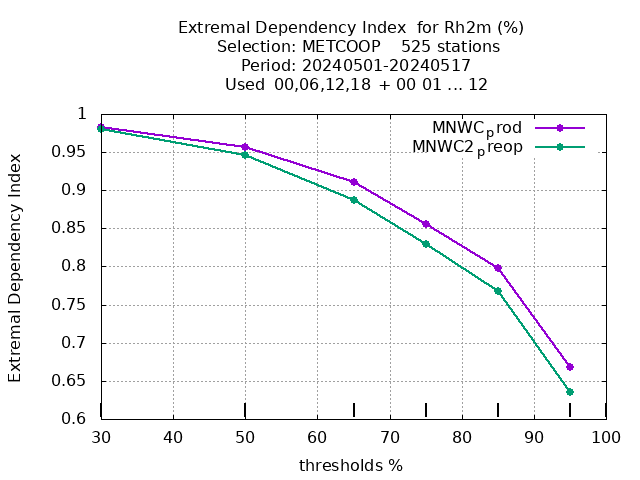 Extremal Dependency Index  for Rh2m (%)
Selection: METCOOP    525 stations
Period: 20240501-20240517
Used  00,06,12,18 + 00 01 ... 12
MNWCprod
MNWC2preop
1
0.95
0.9
0.85
0.8
0.75
0.7
0.65
0.6
Extremal Dependency Index
30 40 50 60 70 80 90 100
thresholds %